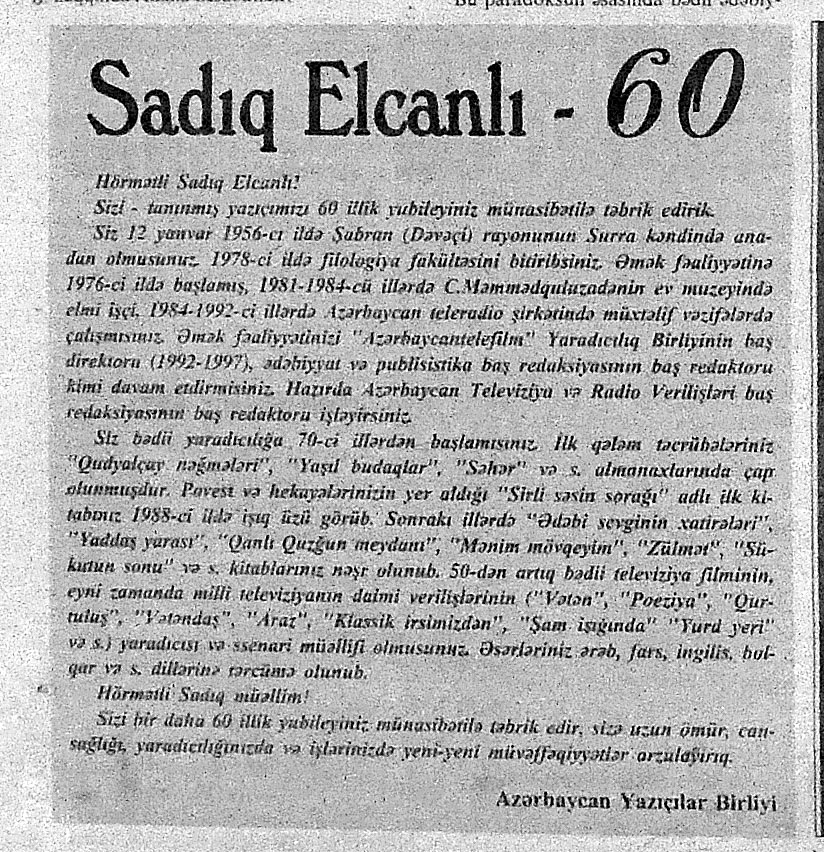 Bu paradoksun əsasında bədii ədəbiy-
Sadıq Elcanlı - 60
Hörmətli Sadıq Elcanlı!
Sizi - tanınmış yazıçımızı 60 illik yubileyiniz münasibətilə təbrik edirik.
Siz 12 yanvar 1956-cı ildə Şabran (Dəvəçi) rayonunun Surra kəndində ana-
dan olmusunuz. 1978-ci ildə filologiya fakültəsini bitiribsiniz. Əmək fəaliyyətinə
1976-ci ildə başlamış, 1981-1984-cü illərdə C.Məmmədquluzadənin ev muzeyində
elmi işçi, 1984-1992-ci illərdə Azərbaycan teleradio şirkətində müxtəlif vəzifələrdə
çalışmısınız. Əmək fəaliyyətinizi "Azərbaycantelefilm" Yaradıcılıq Birliyinin baş
direktoru (1992-1997), ədəbiyyat və publisistika baş redaksiyasının baş redaktoru
kimi davam etdirmisiniz. Hazırda Azərbaycan Televiziya və Radio Verilişləri baş
redaksiyasının baş redaktoru işləyirsiniz.
Siz bədii yaradıcılığa 70-ci illərdən başlamısınız. İlk qələm təcrübələriniz
"Qudyalçay nəğmələri", "Yaşıl budaqlar", "Səhər" və s. almanaxlarında çap
olunmuşdur. Povest və hekayələrinizin yer aldığı "Sirli səsin sorağı" adlı ilk ki-
tabınız 1988-ci ildə işıq üzü görüb. Sonrakı illərdə "Ədəbi sevginin xatirələri",
"Yaddaş yarası", "Qanlı Quzğun meydanı", "Mənim mövqeyim", "Zülmət", "Sü-
kutun sonu" və s. kitablarınız nəşr olunub. 50-dən artıq bədii televiziya filminin,
eyni zamanda milli televiziyanın daimi verilişlərinin ("Vətən", "Poeziya", "Qur-
tuluş", "Vətəndaş", "Araz", "Klassik irsimizdən", "Şam işığında" "Yurd yeri"
və s.) yaradıcısı və ssenari müəllifi olmusunuz. Əsərləriniz ərəb, fars, ingilis, bol-
qar və s. dillərinə tərcümə olunub.
Hörmətli Sadıq müəllim!
Sizi bir daha 60 illik yubileyiniz münasibətilə təbrik edir, sizə uzun ömür, can-
sağlığı, yaradıcılığınızda və işlərinizdə yeni-yeni müvəffəqiyyətlər arzulayırıq.
Azərbaycan Yazıçılar Birliyi